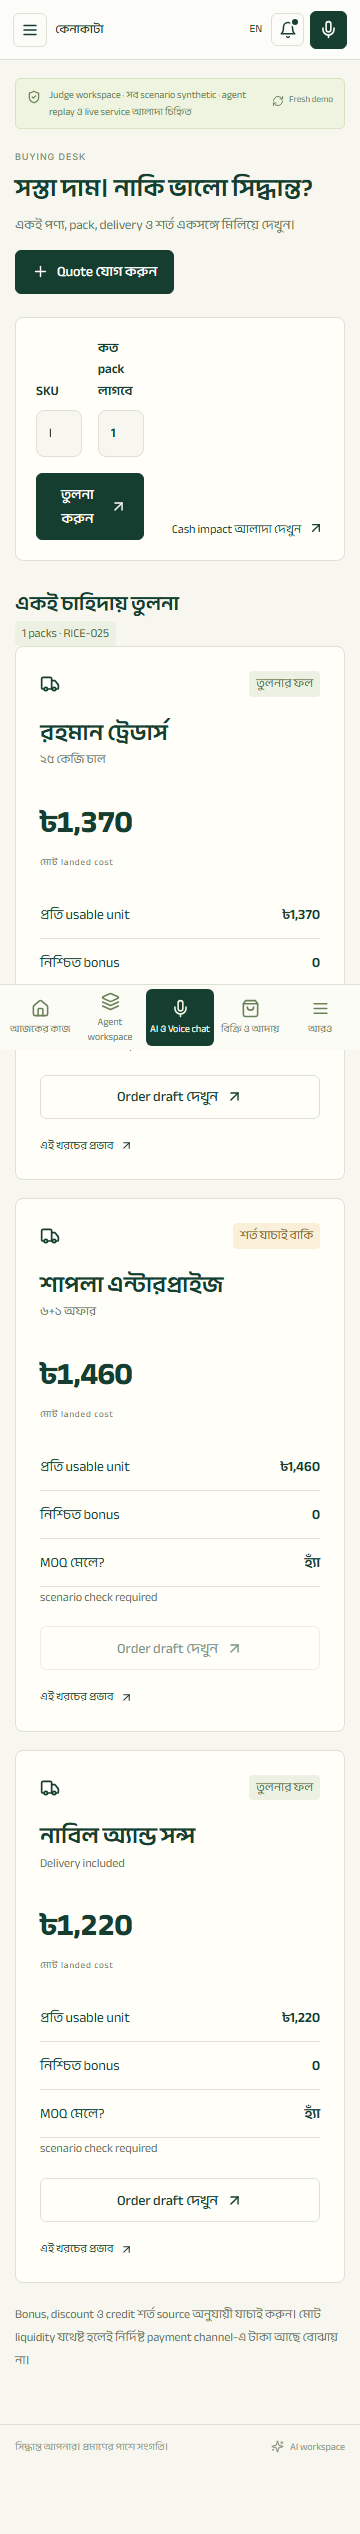 কেনাকাটা
EN
Judge workspace · সব scenario synthetic · agent
replay ও live service আলাদা চিহ্নিত
Fresh demo
BUYING DESK
সস্তা দাম। নাকি ভালো সিদ্ধান্ত?
একই পণ্য, pack, delivery ও শর্ত একসঙ্গে মিলিয়ে দেখুন।
Quote যোগ করুন
কত
pack
লাগবে
SKU
1
তুলনা
করুন
Cash impact আলাদা দেখুন
একই চাহিদায় তুলনা
1 packs · RICE-025
তুলনার ফল
রহমান ট্রেডার্স
২৫ কেজি চাল
৳1,370
মোট landed cost
প্রতি usable unit ৳1,370
নিশ্চিত bonus 0
আজকের কাজ
Agent
workspace
AI ও Voice chat
বিক্রি ও আদায়
আরও
Order draft দেখুন
এই খরচের প্রভাব
শর্ত যাচাই বাকি
শাপলা এন্টারপ্রাইজ
৬+১ অফার
৳1,460
মোট landed cost
প্রতি usable unit ৳1,460
নিশ্চিত bonus 0
MOQ মেলে? হ্যাঁ
scenario check required
Order draft দেখুন
এই খরচের প্রভাব
তুলনার ফল
নাবিল অ্যান্ড সন্স
Delivery included
৳1,220
মোট landed cost
প্রতি usable unit ৳1,220
নিশ্চিত bonus 0
MOQ মেলে? হ্যাঁ
scenario check required
Order draft দেখুন
এই খরচের প্রভাব
Bonus, discount ও credit শর্ত source অনুযায়ী যাচাই করুন। মোট
liquidity যথেষ্ট হলেই নির্দিষ্ট payment channel-এ টাকা আছে বোঝায়
না।
সিদ্ধান্ত আপনার। প্রমাণের পাশে সংগতি।
AI workspace